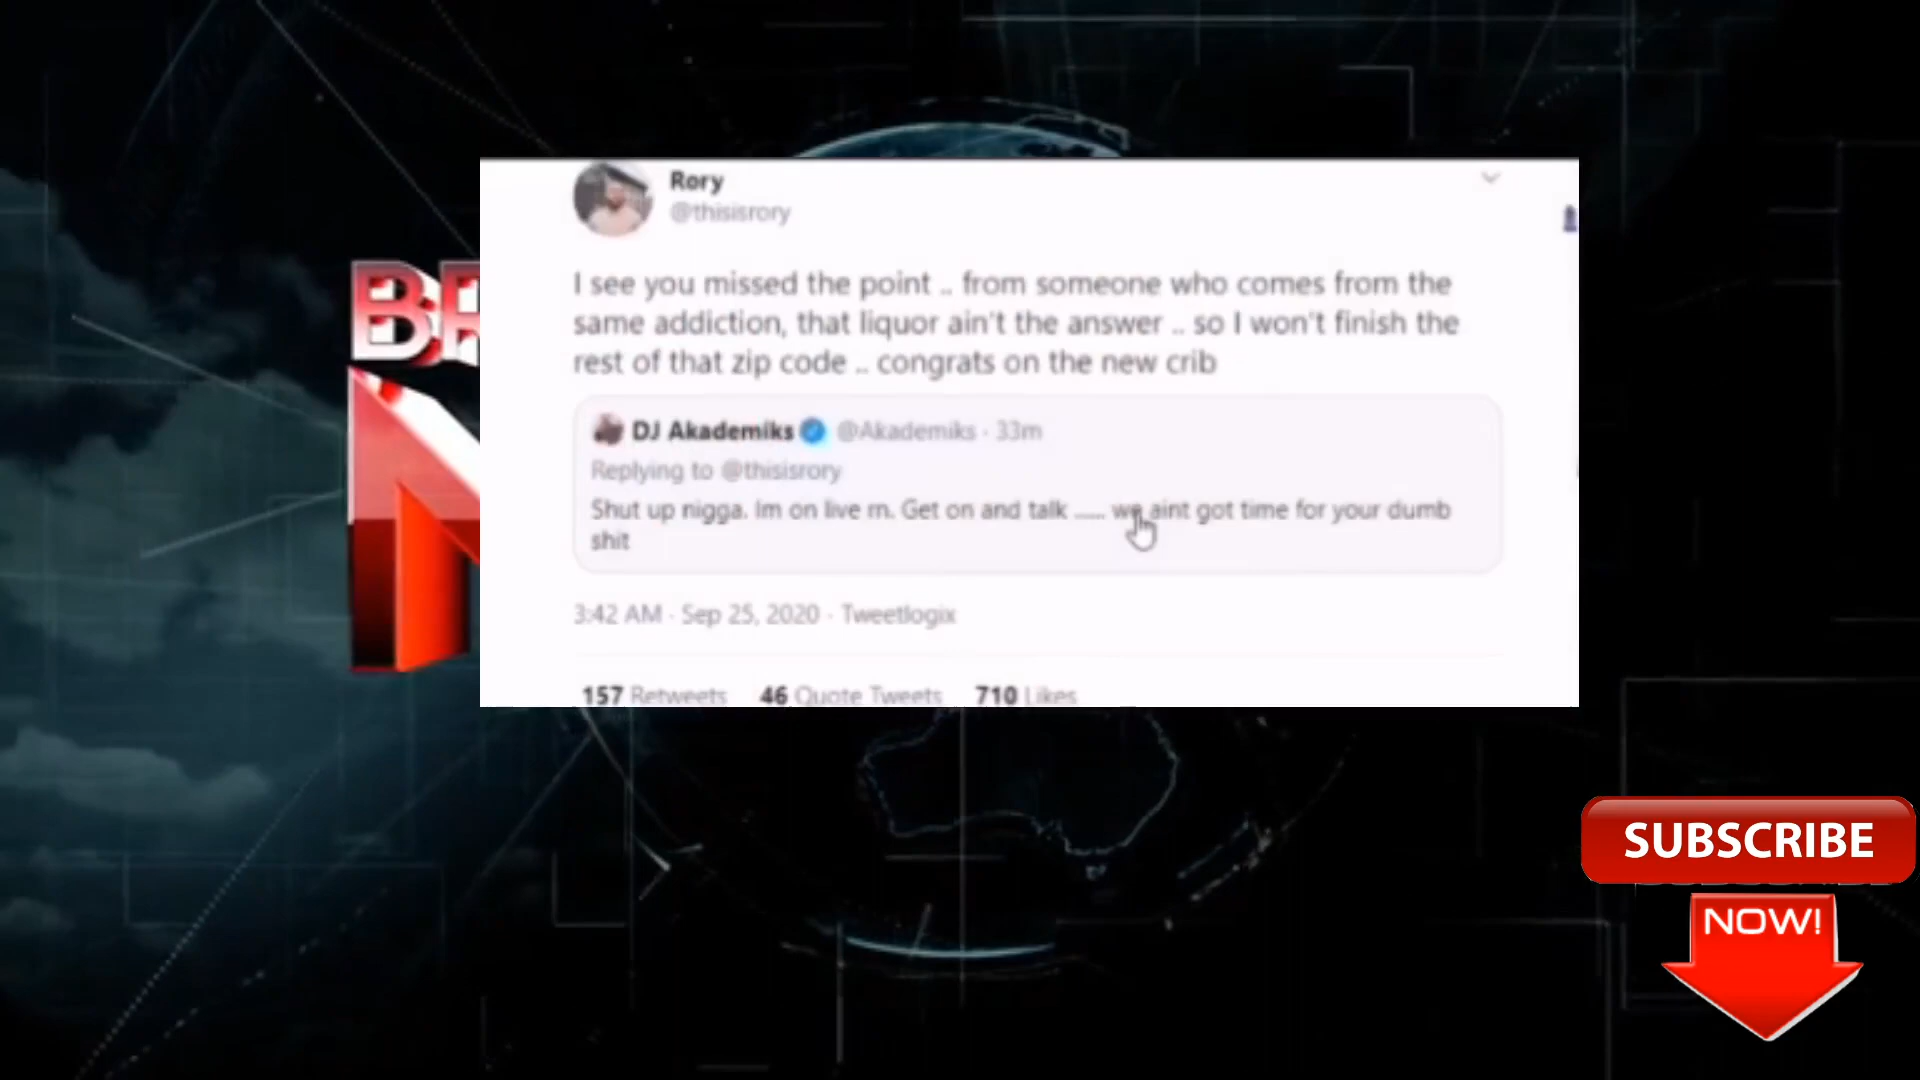 Rory
@thisisrory
I see you missed the point .. from someone who comes from the
same addiction, that liquor ain't the answer .. so I won't finish the
rest of that zip code .. congrats on the new crib
DJ Akademiks @Akademiks · 33m
Replying to @thisisrory
Shut up nigga. Im on live rn. Get on and talk ...... we aint got time for your dumb
shit
3:42 AM · Sep 25, 2020 · Tweetlogix
157 Retweets 46 Quote Tweets 710 Likes
SUBSCRIBE
NOW!